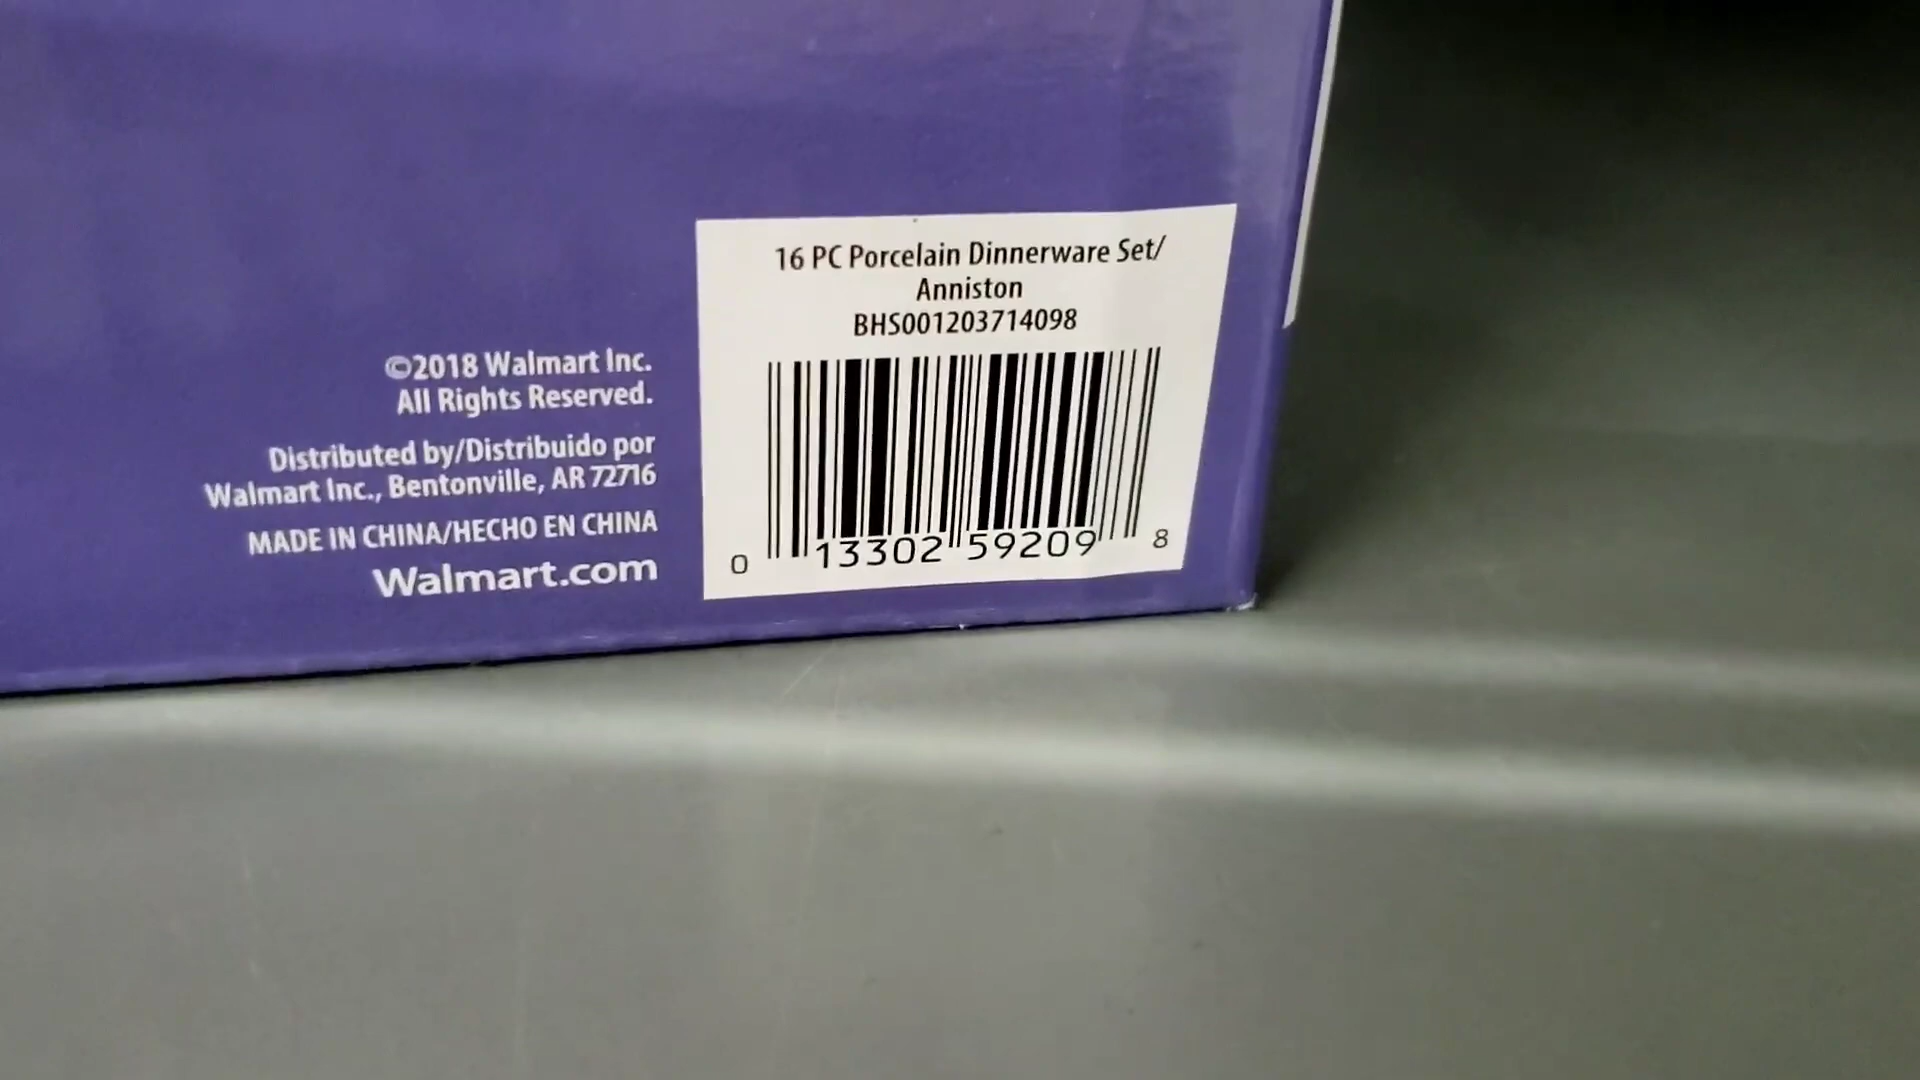 ©2018 Walmart Inc.
All Rights Reserved.
Distributed by/Distribuido por
Walmart Inc., Bentonville, AR 72716
MADE IN CHINA/HECHO EN CHINA
Walmart.com
16 PC Porcelain Dinnerware Set/
Anniston
BHS001203714098
0 13302 59209 8